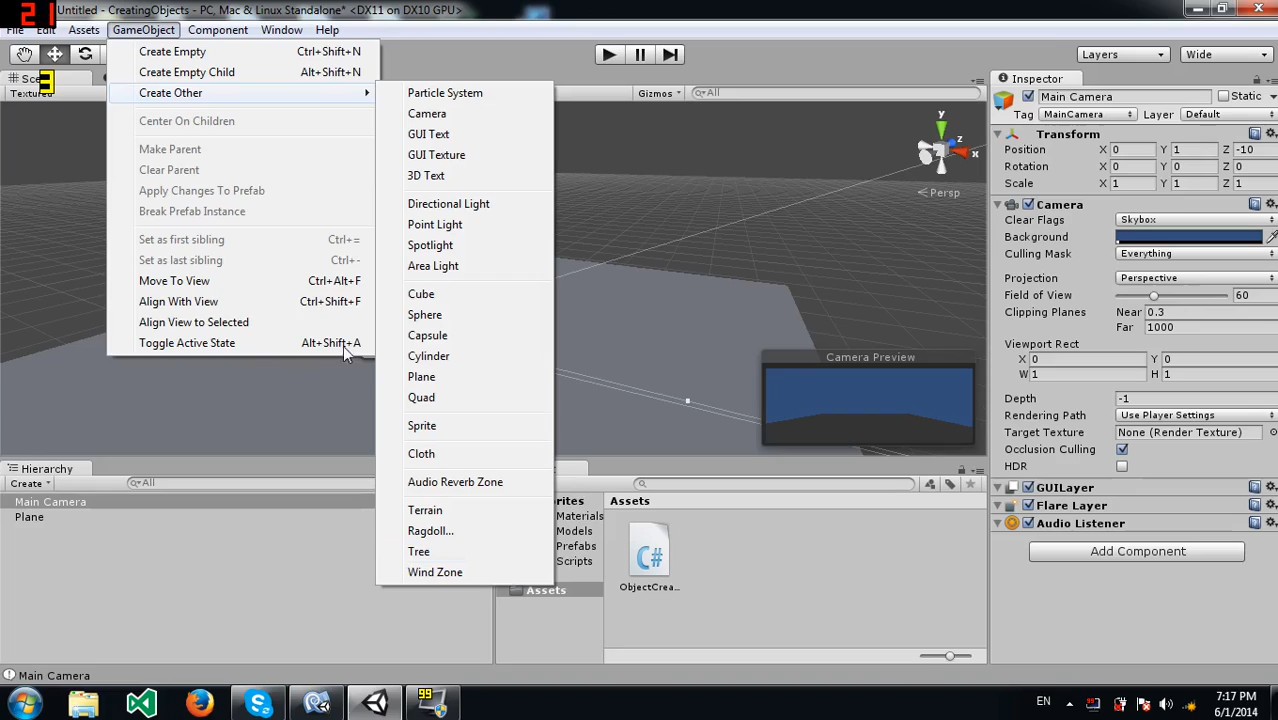 21
Untitled - CreatingObjects - PC, Mac & Linux Standalone* <DX11 on DX10 GPU>
File Edit Assets GameObject Component Window Help
Layers Wide
3
Textured Gizmos All
Create Empty Ctrl+Shift+N
Create Empty Child Alt+Shift+N
Create Other
Center On Children
Make Parent
Clear Parent
Apply Changes To Prefab
Break Prefab Instance
Set as first sibling Ctrl+=
Set as last sibling Ctrl+-
Move To View Ctrl+Alt+F
Align With View Ctrl+Shift+F
Align View to Selected
Toggle Active State Alt+Shift+A
Particle System
Camera
GUI Text
GUI Texture
3D Text
Directional Light
Point Light
Spotlight
Area Light
Cube
Sphere
Capsule
Cylinder
Plane
Quad
Sprite
Cloth
Audio Reverb Zone
Terrain
Ragdoll...
Tree
Wind Zone
y
z
x
Persp
Camera Preview
Inspector
Main Camera Static
Tag MainCamera Layer Default
Transform
Position X 0 Y 1 Z -10
Rotation X 0 Y 0 Z 0
Scale X 1 Y 1 Z 1
Camera
Clear Flags Skybox
Background
Culling Mask Everything
Projection Perspective
Field of View 60
Clipping Planes Near 0.3
Far 1000
Viewport Rect
X 0 Y 0
W 1 H 1
Depth -1
Rendering Path Use Player Settings
Target Texture None (Render Texture)
Occlusion Culling
HDR
GUILayer
Flare Layer
Audio Listener
Add Component
Hierarchy
Create All
Main Camera
Plane
Materials
Models
Prefabs
Scripts
Assets
Assets
C#
ObjectCrea...
Main Camera
99
EN
7:17 PM
6/1/2014